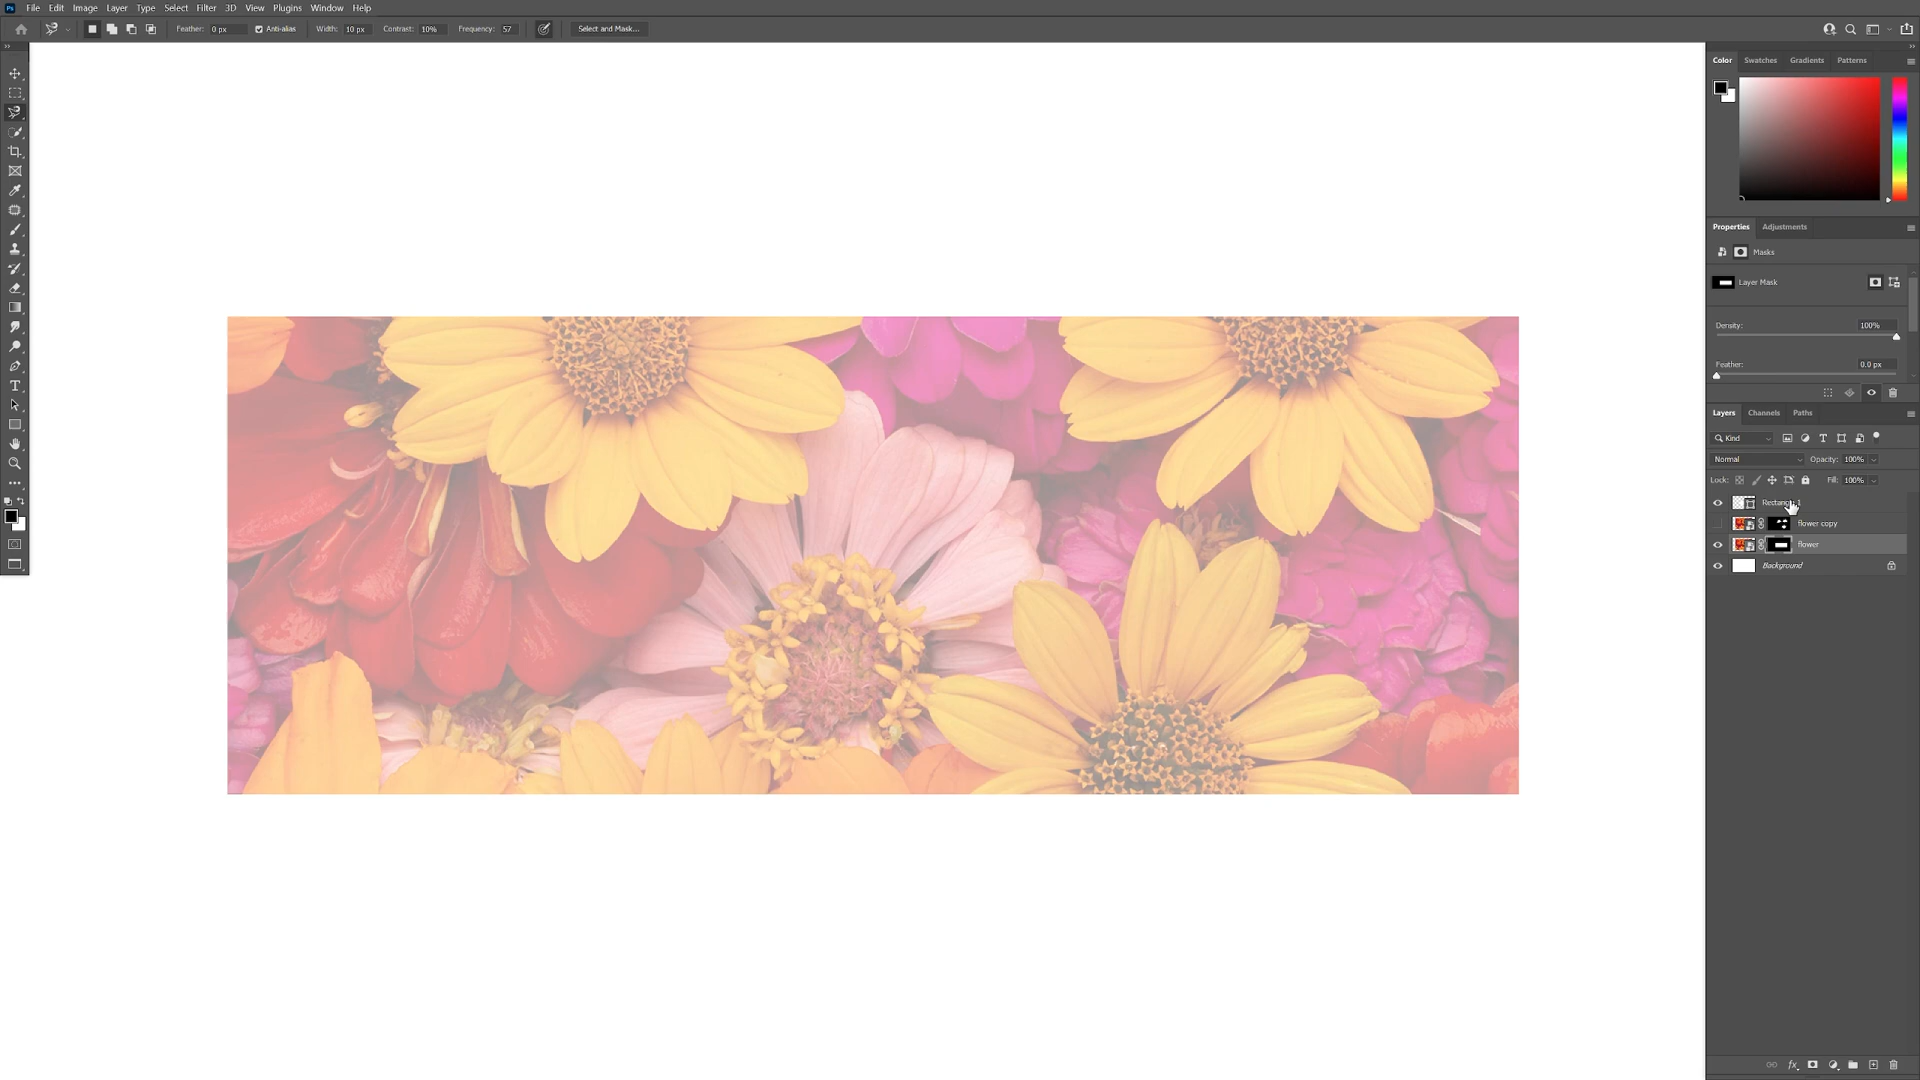 Ps File Edit Image Layer Type Select Filter 3D View Plugins Window Help
Feather: 0 px Anti-alias Width: 10 px Contrast: 10% Frequency: 57 Select and Mask...
Color Swatches Gradients Patterns
Properties Adjustments
Masks
Layer Mask
Density: 100%
Feather: 0.0 px
Layers Channels Paths
Kind
Normal Opacity: 100%
Lock: Fill: 100%
flower copy
flower
Background